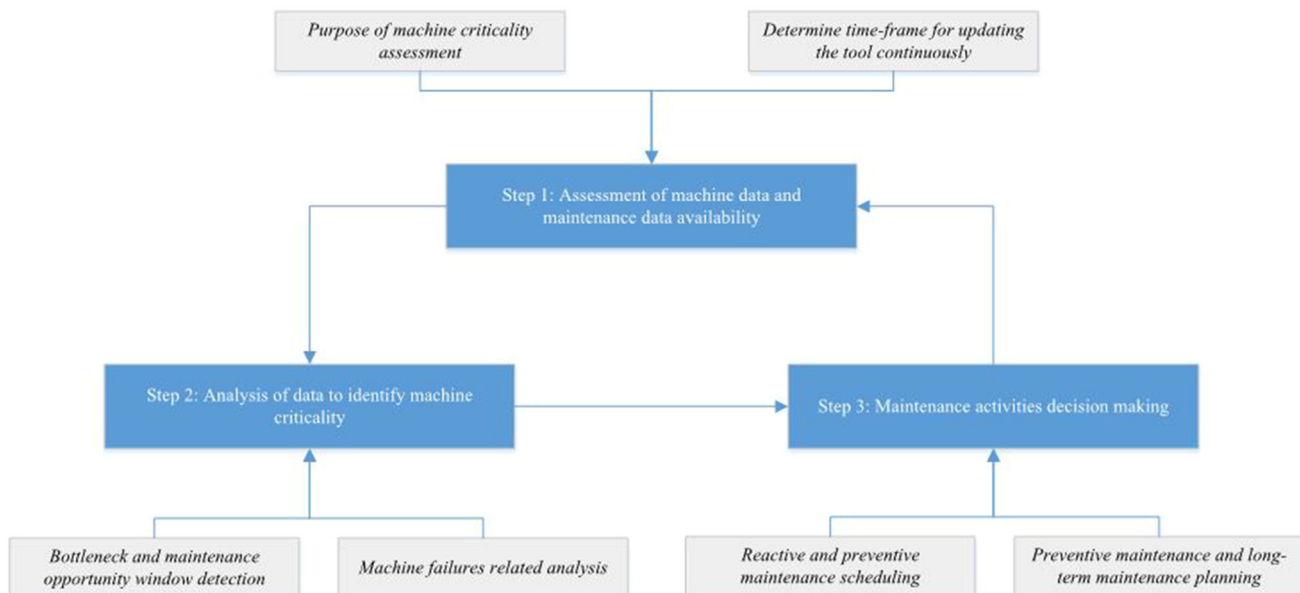 Purpose of machine criticality
assessment
Determine time-frame for updating
the tool continuously
Step 1: Assessment of machine data and
maintenance data availability
Step 2: Analysis of data to identify machine
criticality
Step 3: Maintenance activities decision making
Bottleneck and maintenance
opportunity window detection
Machine failures related analysis
Reactive and preventive
maintenance scheduling
Preventive maintenance and long-
term maintenance planning